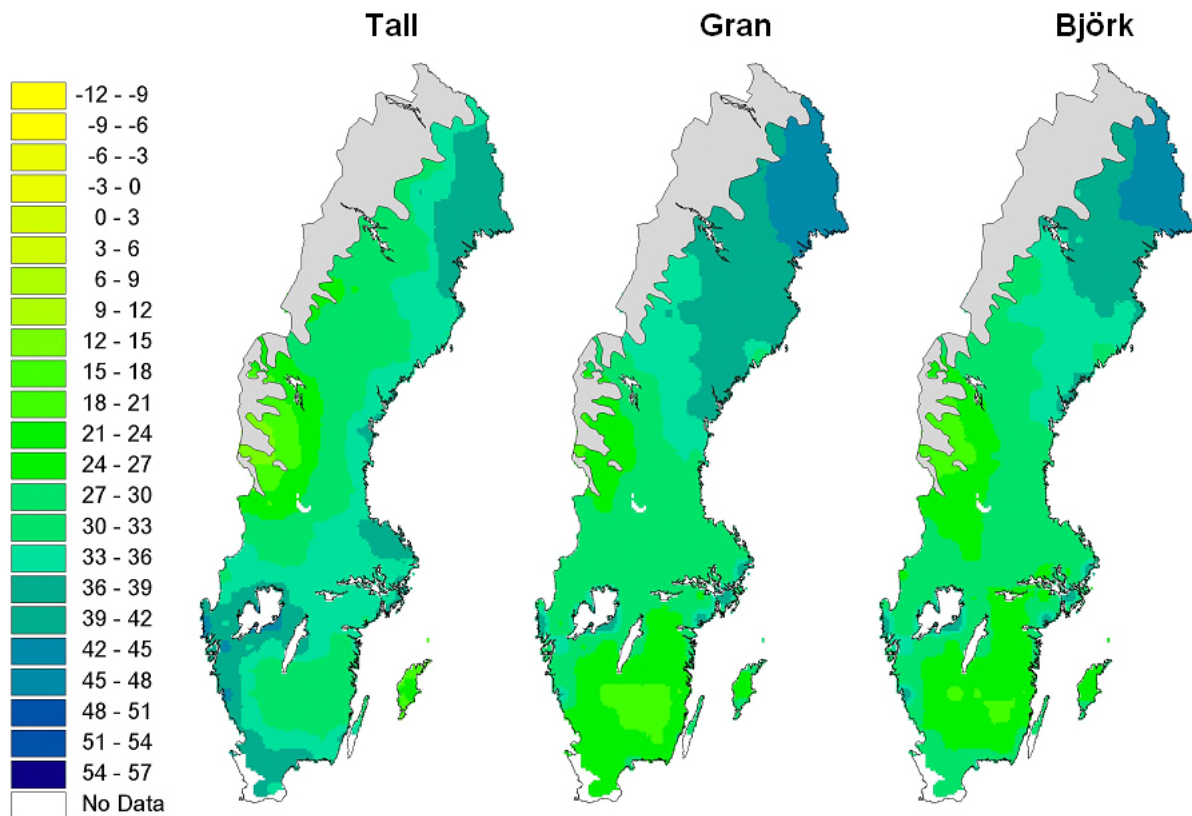 Tall
Gran
Björk
-12 - -9
-9 - -6
-6 - -3
-3 - 0
0 - 3
3 - 6
6 - 9
9 - 12
12 - 15
15 - 18
18 - 21
21 - 24
24 - 27
27 - 30
30 - 33
33 - 36
36 - 39
39 - 42
42 - 45
45 - 48
48 - 51
51 - 54
54 - 57
No Data